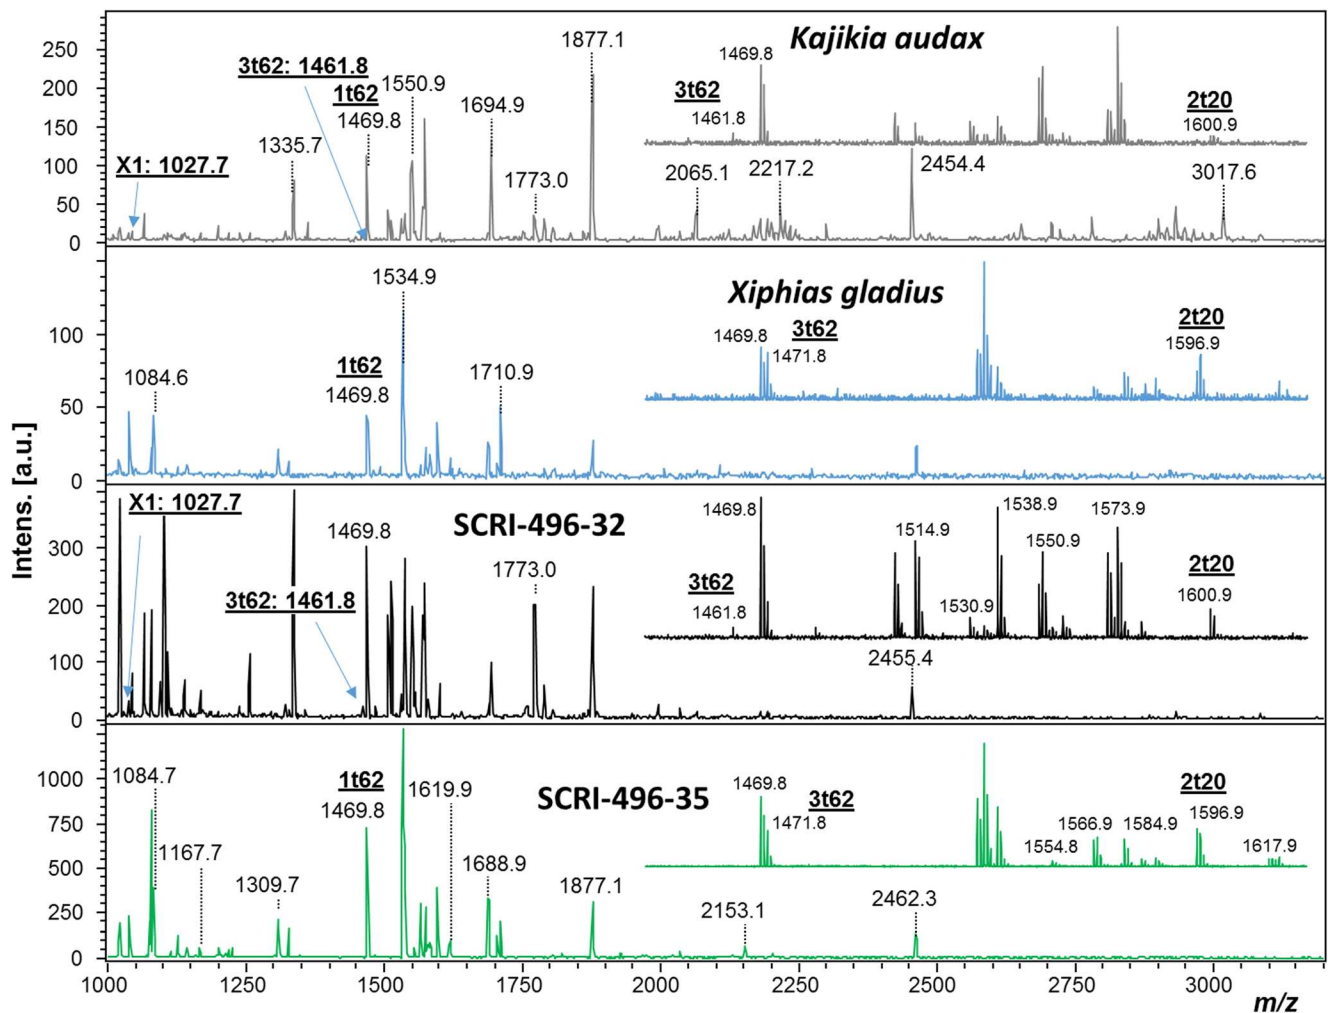 Intens. [a.u.]
Kajikia audax
250
200
150
100
50
0
X1: 1027.7
1335.7
3t62: 1461.8
1t62
1469.8
1550.9
1694.9
1773.0
1877.1
2065.1
2217.2
2454.4
3017.6
3t62
1461.8
1469.8
2t20
1600.9
Xiphias gladius
100
50
0
1084.6
1t62
1469.8
1534.9
1710.9
1469.8
3t62
1471.8
2t20
1596.9
SCRI-496-32
300
200
100
0
X1: 1027.7
3t62: 1461.8
1469.8
1773.0
2455.4
3t62
1461.8
1469.8
1514.9
1530.9
1538.9
1550.9
1573.9
2t20
1600.9
SCRI-496-35
1000
750
500
250
0
1084.7
1167.7
1309.7
1t62
1469.8
1619.9
1688.9
1877.1
2153.1
2462.3
1469.8
3t62
1471.8
1554.8
1566.9
1584.9
2t20
1596.9
1617.9
1000 1250 1500 1750 2000 2250 2500 2750 3000
m/z